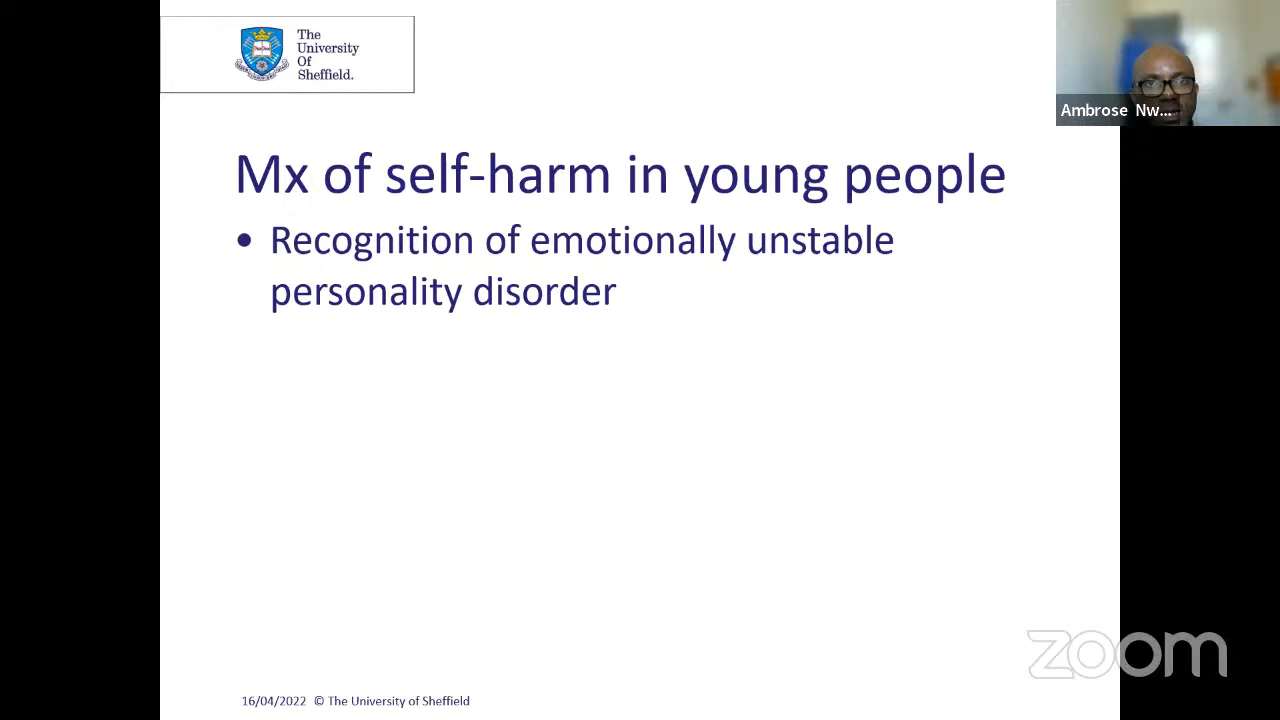 The
University
Of
Sheffield.
Ambrose Nw...
Mx of self-harm in young people
• Recognition of emotionally unstable
personality disorder
zoom
16/04/2022 © The University of Sheffield